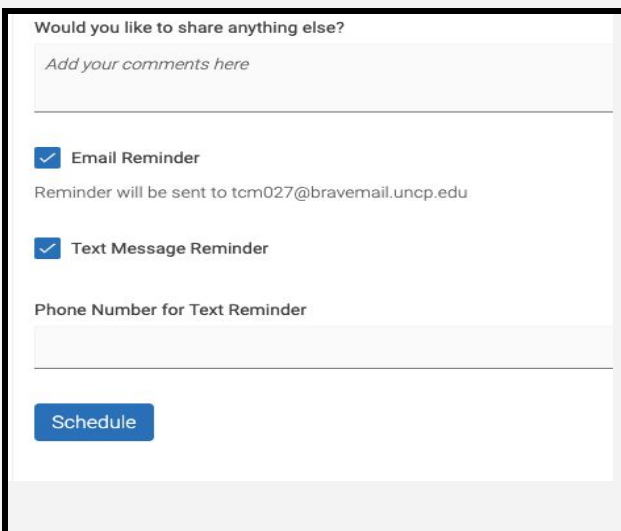 Would you like to share anything else?
Add your comments here
Email Reminder
Reminder will be sent to tcm027@bravemail.uncp.edu
Text Message Reminder
Phone Number for Text Reminder
Schedule